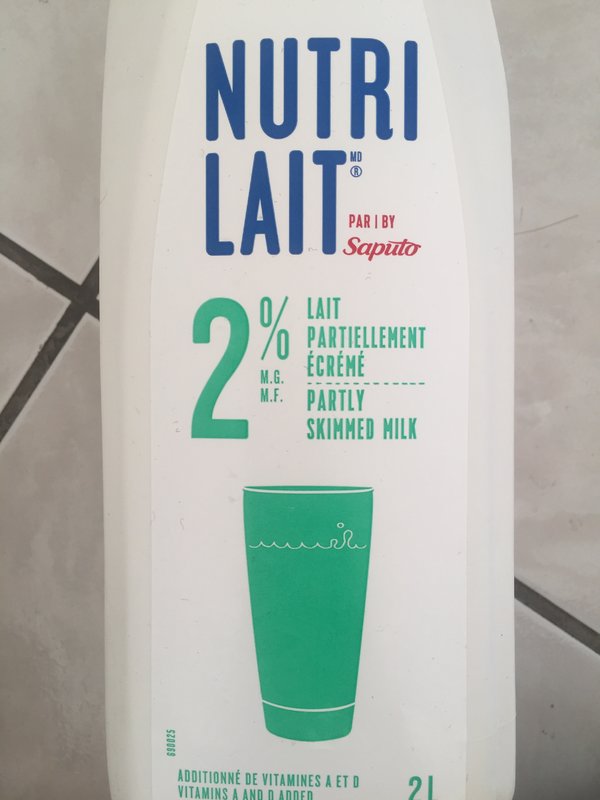 NUTRI
LAIT MD ®
PAR | BY
Saputo
2%
M.G.
M.F.
LAIT
PARTIELLEMENT
ÉCRÉMÉ
PARTLY
SKIMMED MILK
690025
ADDITIONNÉ DE VITAMINES A ET D
VITAMINS A AND D ADDED
2 L